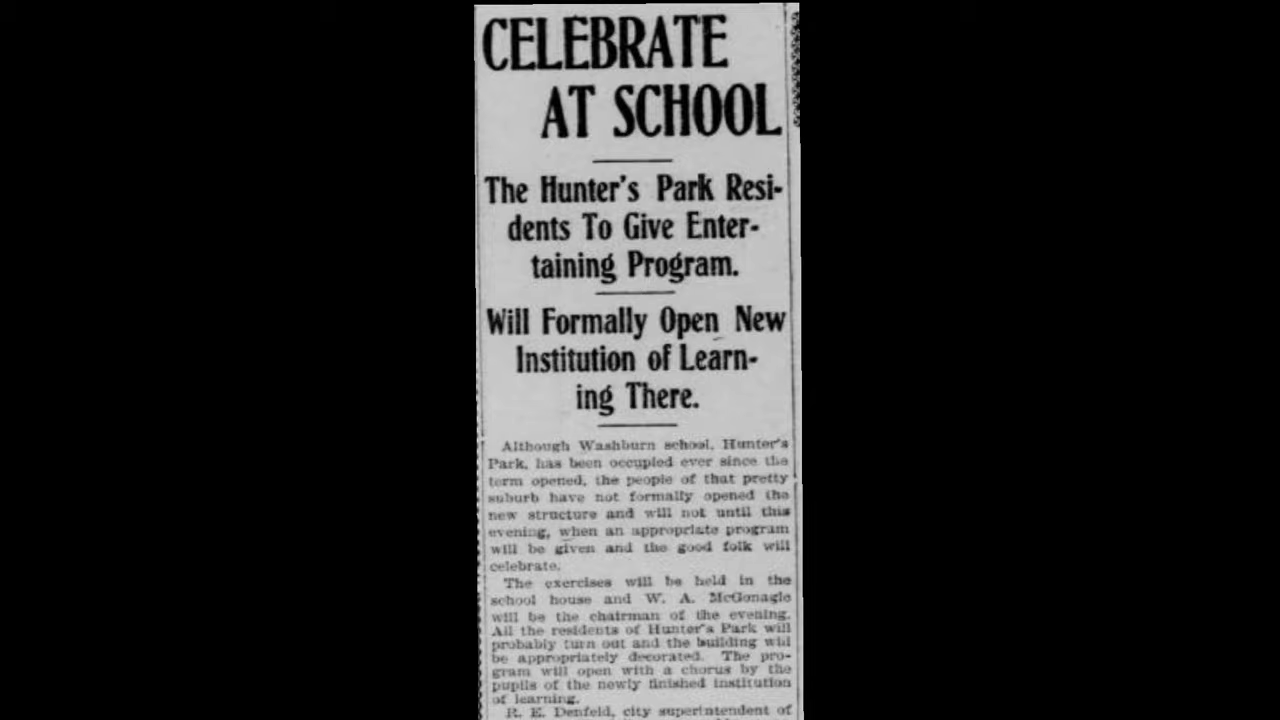 CELEBRATE
AT SCHOOL
The Hunter's Park Resi-
dents To Give Enter-
taining Program.
Will Formally Open New
Institution of Learn-
ing There.
Although Washburn school, Hunter's
Park, has been occupied ever since the
term opened, the people of that pretty
suburb have not formally opened the
new structure and will not until this
evening, when an appropriate program
will be given and the good folk will
celebrate.
The exercises will be held in the
school house and W. A. McGonagle
will be the chairman of the evening.
All the residents of Hunter's Park will
probably turn out and the building will
be appropriately decorated. The pro-
gram will open with a chorus by the
pupils of the newly finished institution
of learning.
R. E. Denfeld, city superintendent of